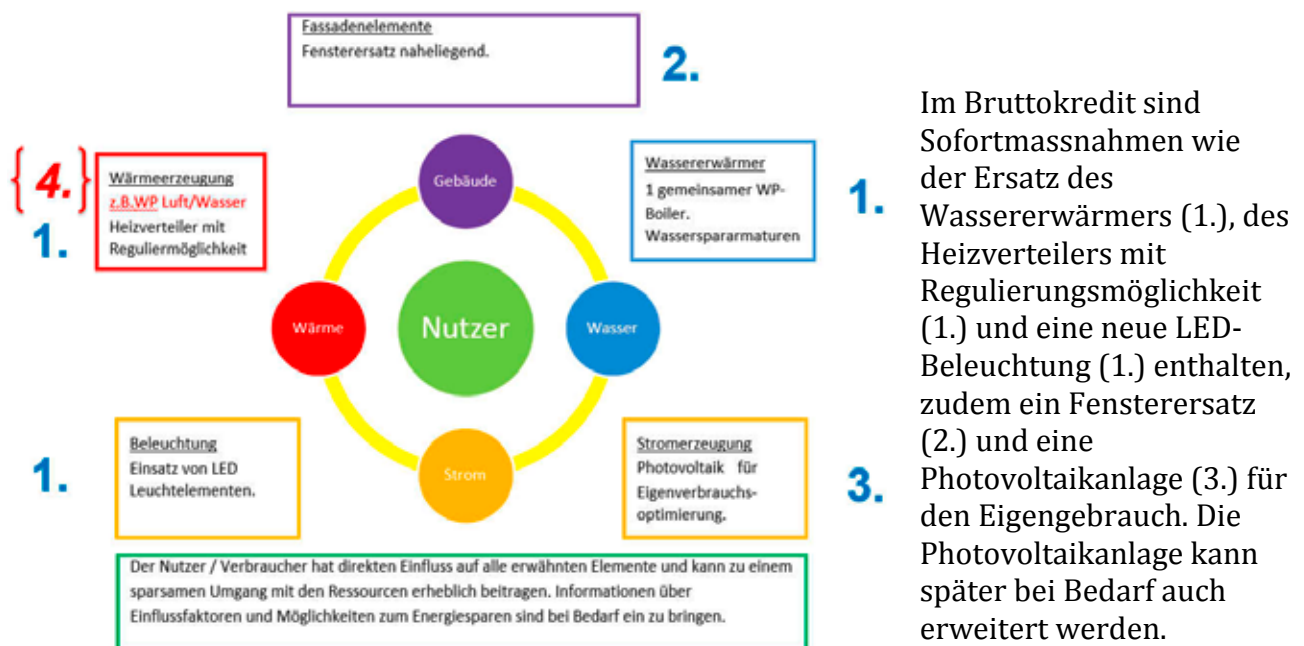 Fassadenelemente
Fensterersatz naheliegend.
2.
{ 4. }
1.
Wärmeerzeugung
z.B.WP Luft/Wasser
Heizverteiler mit
Reguliermöglichkeit
Gebäude
Wassererwärmer
1 gemeinsamer WP-
Boiler.
Wasserspararmaturen
1.
Wärme
Nutzer
Wasser
1.
Beleuchtung
Einsatz von LED
Leuchtelementen.
Strom
Stromerzeugung
Photovoltaik für
Eigenverbrauchs-
optimierung.
3.
Der Nutzer / Verbraucher hat direkten Einfluss auf alle erwähnten Elemente und kann zu einem
sparsamen Umgang mit den Ressourcen erheblich beitragen. Informationen über
Einflussfaktoren und Möglichkeiten zum Energiesparen sind bei Bedarf ein zu bringen.
Im Bruttokredit sind
Sofortmassnahmen wie
der Ersatz des
Wassererwärmers (1.), des
Heizverteilers mit
Regulierungsmöglichkeit
(1.) und eine neue LED-
Beleuchtung (1.) enthalten,
zudem ein Fensterersatz
(2.) und eine
Photovoltaikanlage (3.) für
den Eigengebrauch. Die
Photovoltaikanlage kann
später bei Bedarf auch
erweitert werden.